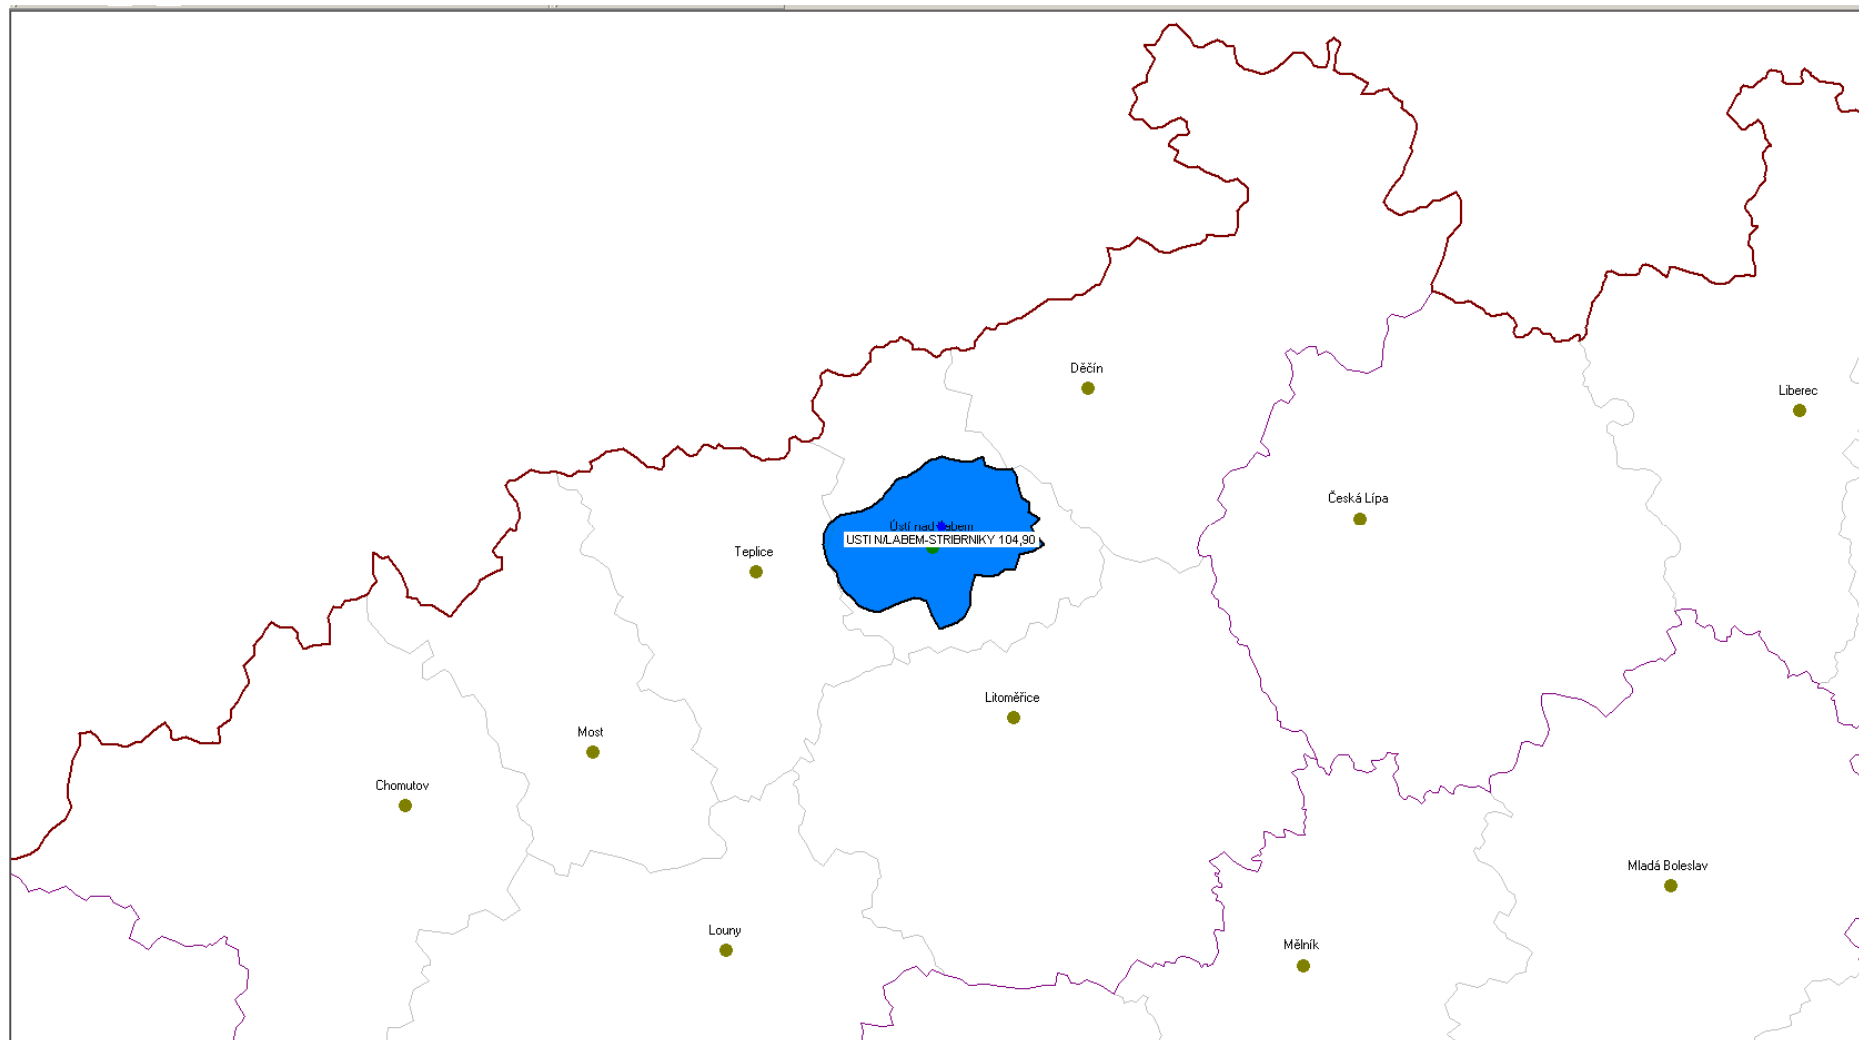 Děčín
Liberec
Česká Lípa
Ústí nad Labem
USTI N/LABEM-STRIBRNIKY 104,90
Teplice
Litoměřice
Most
Chomutov
Mladá Boleslav
Louny
Mělník